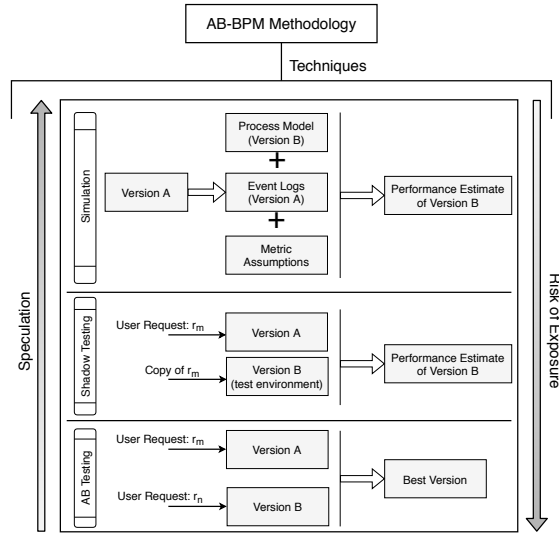 AB-BPM Methodology
Techniques
Speculation
Risk of Exposure
Simulation
Process Model
(Version B)
+
Version A
Event Logs
(Version A)
+
Metric
Assumptions
Performance Estimate
of Version B
Shadow Testing
User Request: rm
Version A
Copy of rm
Version B
(test environment)
Performance Estimate
of Version B
AB Testing
User Request: rm
Version A
User Request: rn
Version B
Best Version